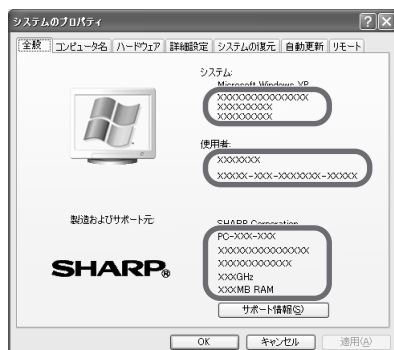 システムのプロパティ
全般 コンピュータ名 ハードウェア 詳細設定 システムの復元 自動更新 リモート
システム:
Microsoft Windows XP
XXXXXXXXXXXXXXX
XXXXXXXXX
XXXXXXXXX
使用者:
XXXXXXX
XXXXX-XXX-XXXXXXX-XXXXX
製造およびサポート元:
SHARP Corporation
PC-XXX-XXX
XXXXXXXXXXXXXXX
XXXXXXXXXXXX
XXXGHz
XXXMB RAM
SHARP®
サポート情報(S)
OK キャンセル 適用(A)